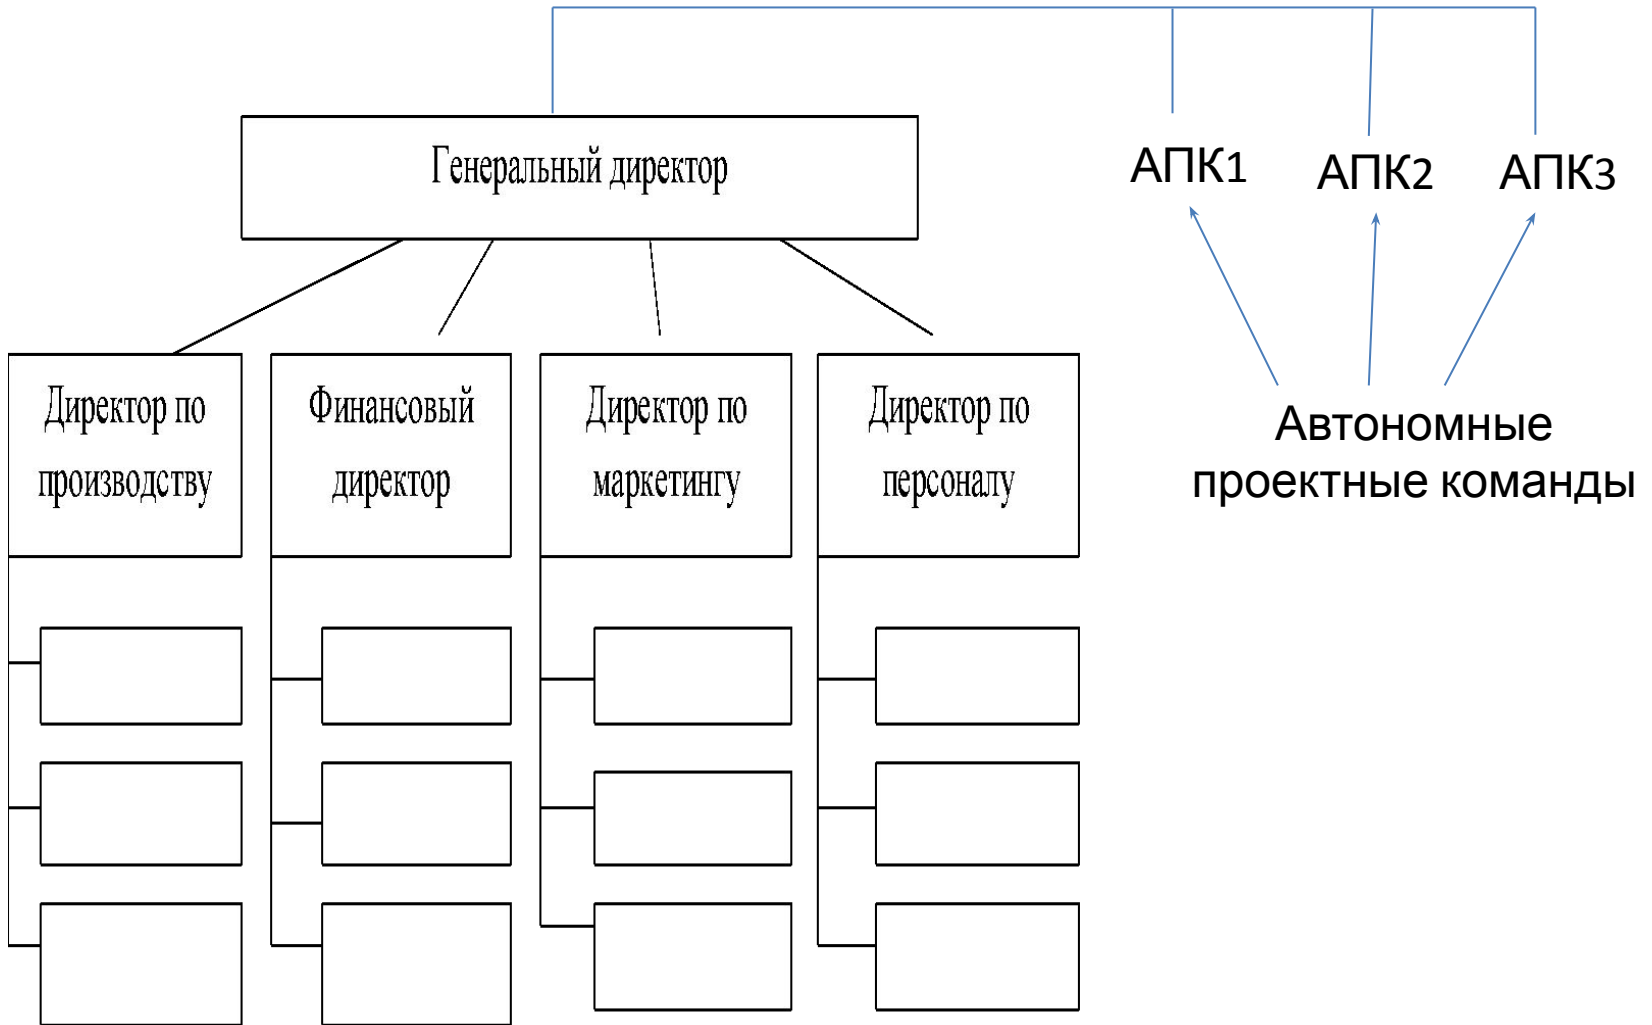 Генеральный директор
АПК1
АПК2
АПК3
Директор по
производству
Финансовый
директор
Директор по
маркетингу
Директор по
персоналу
Автономные
проектные команды